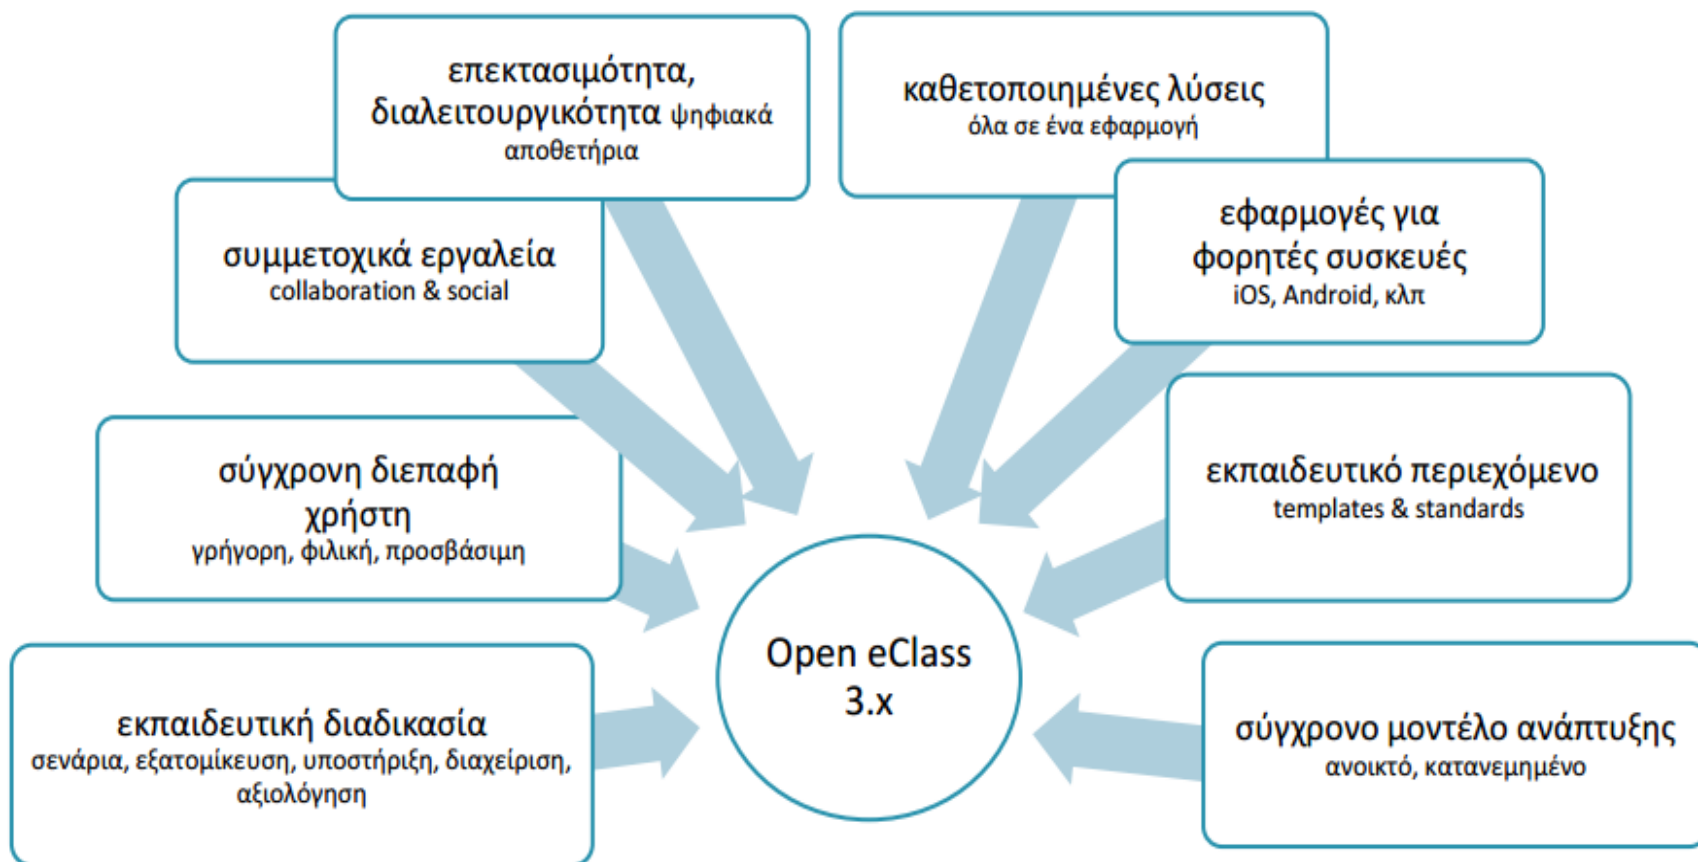 επεκτασιμότητα,
διαλειτουργικότητα ψηφιακά
αποθετήρια
καθετοποιημένες λύσεις
όλα σε ένα εφαρμογή
συμμετοχικά εργαλεία
collaboration & social
εφαρμογές για
φορητές συσκευές
iOS, Android, κλπ
σύγχρονη διεπαφή
χρήστη
γρήγορη, φιλική, προσβάσιμη
εκπαιδευτικό περιεχόμενο
templates & standards
εκπαιδευτική διαδικασία
σενάρια, εξατομίκευση, υποστήριξη, διαχείριση,
αξιολόγηση
Open eClass
3.x
σύγχρονο μοντέλο ανάπτυξης
ανοικτό, κατανεμημένο